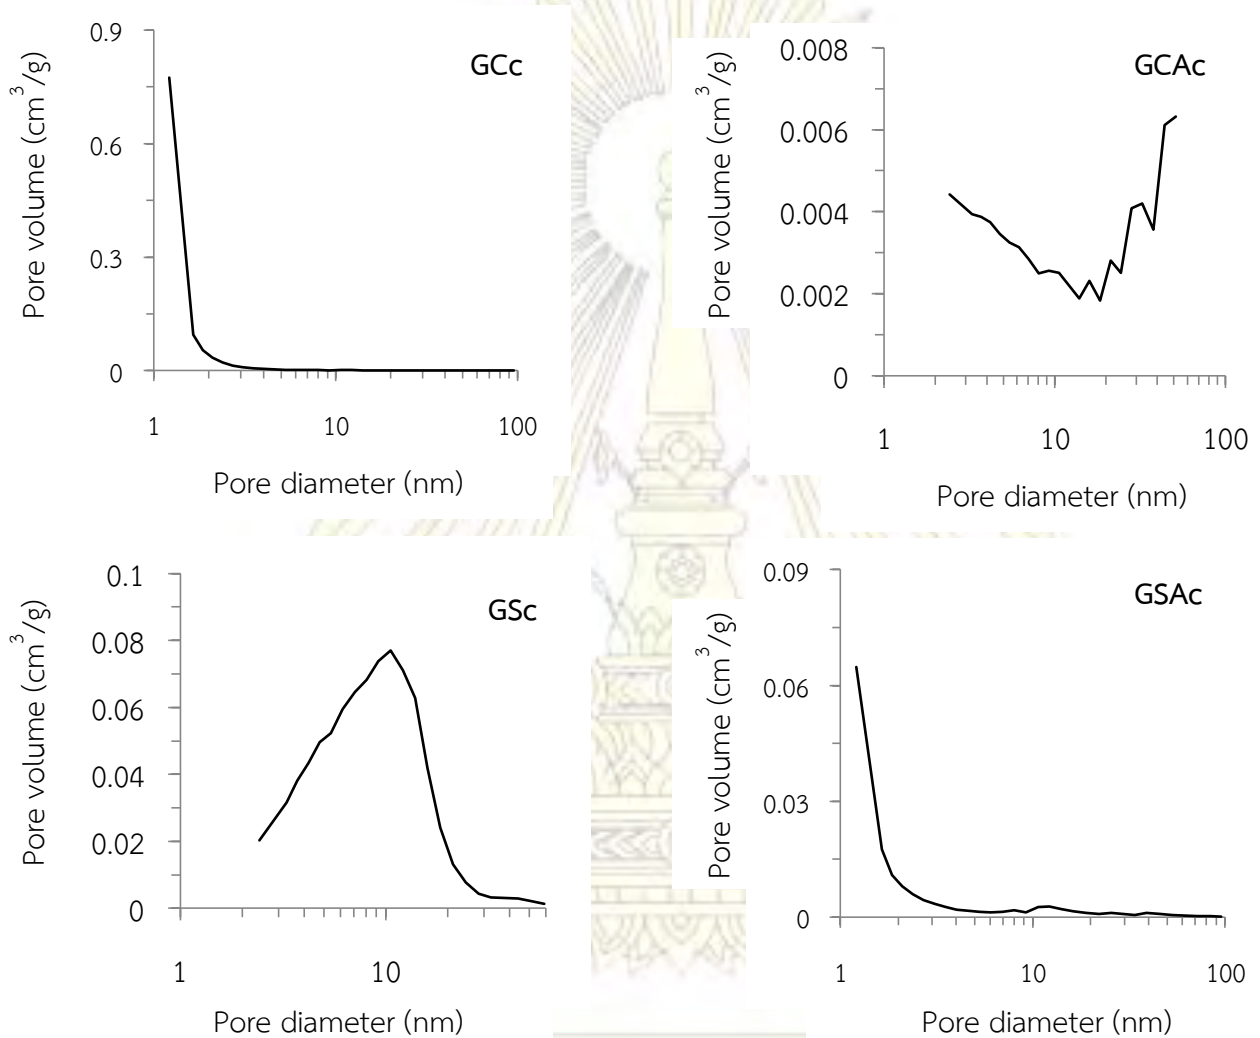 GCc
Pore volume (cm³/g)
0.9
0.6
0.3
0
1 10 100
Pore diameter (nm)
GCAc
Pore volume (cm³/g)
0.008
0.006
0.004
0.002
0
1 10 100
Pore diameter (nm)
GSc
Pore volume (cm³/g)
0.1
0.08
0.06
0.04
0.02
0
1 10
Pore diameter (nm)
GSAc
Pore volume (cm³/g)
0.09
0.06
0.03
0
1 10 100
Pore diameter (nm)